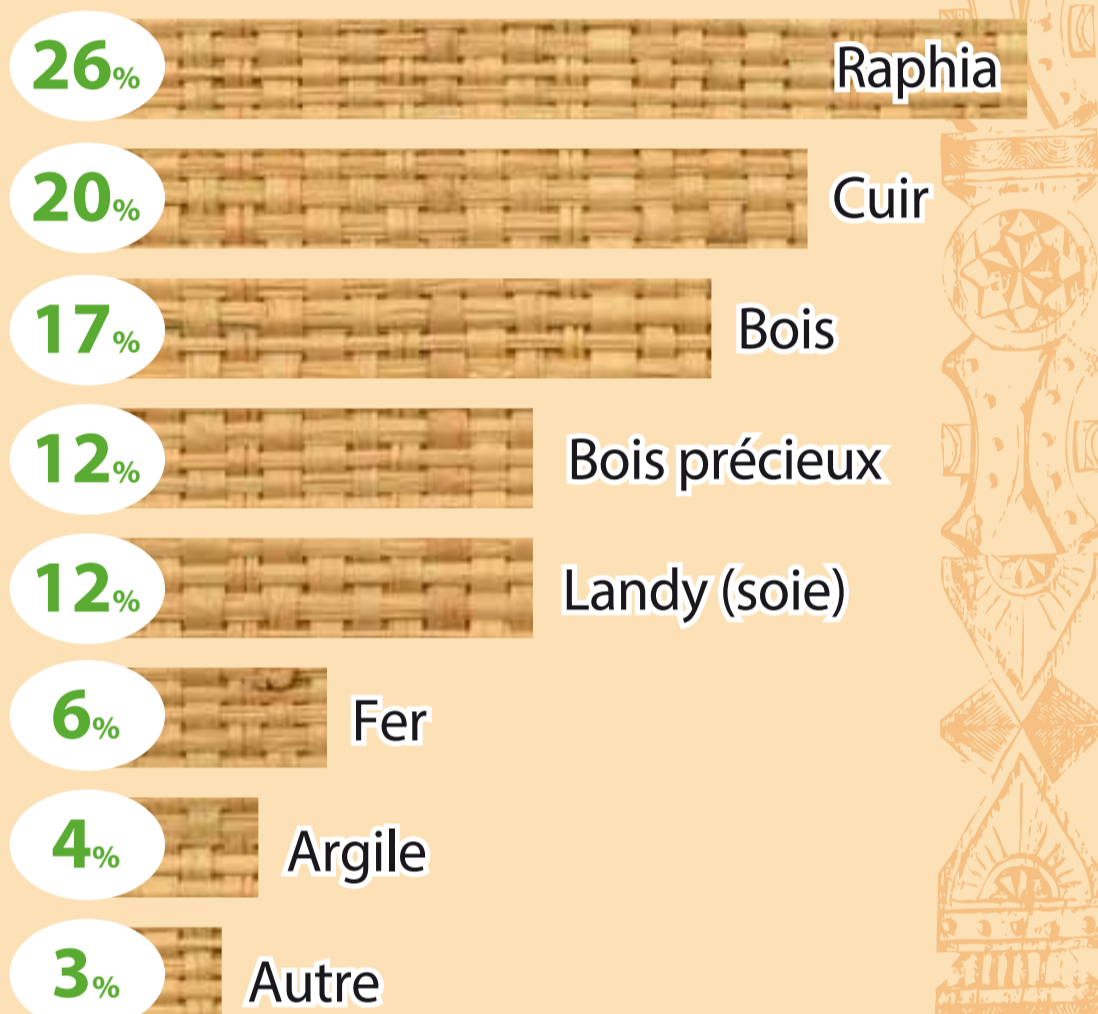 26% Raphia
20% Cuir
17% Bois
12% Bois précieux
12% Landy (soie)
6% Fer
4% Argile
3% Autre